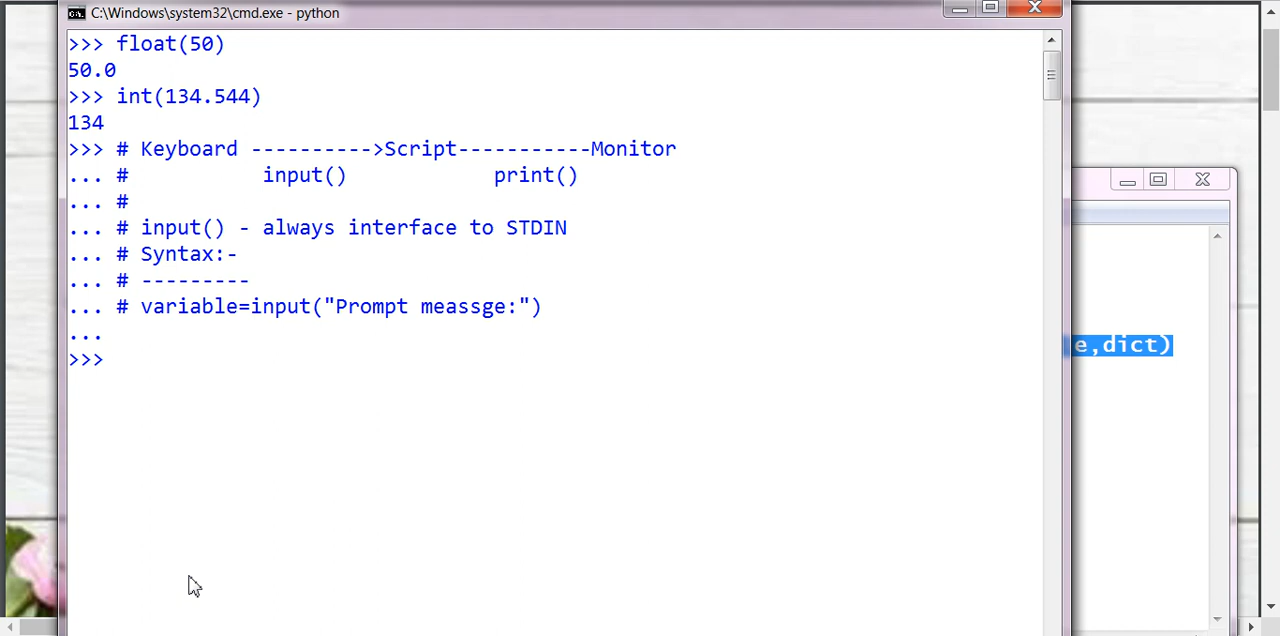 C:\Windows\system32\cmd.exe - python
>>> float(50)
50.0
>>> int(134.544)
134
>>> # Keyboard ---------->Script-----------Monitor
... #           input()            print()
... #
... # input() - always interface to STDIN
... # Syntax:-
... # ---------
... # variable=input("Prompt meassge:")
...
>>>
e,dict)